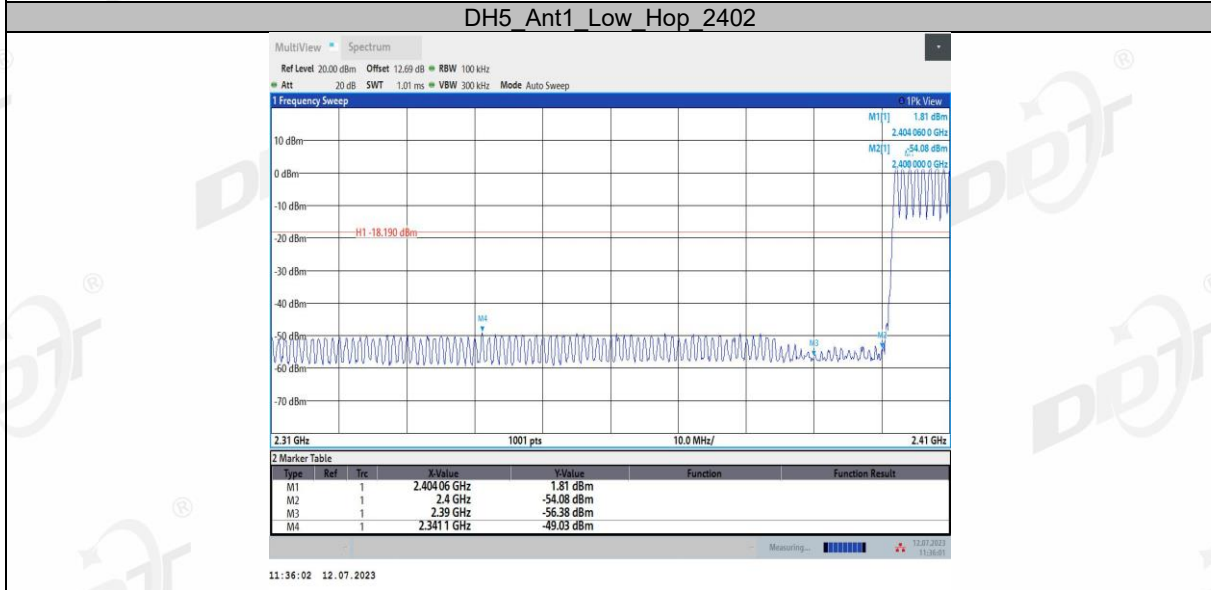 DH5_Ant1_Low_Hop_2402
MultiView Spectrum
Ref Level 20.00 dBm Offset 12.69 dB RBW 100 kHz
Att 20 dB SWT 1.01 ms VBW 300 kHz Mode Auto Sweep
1 Frequency Sweep 1Pk View
M1[1] 1.81 dBm
2.404 060 0 GHz
M2[1] -54.08 dBm
2.400 000 0 GHz
10 dBm
0 dBm
-10 dBm
H1 -18.190 dBm
-20 dBm
-30 dBm
-40 dBm
M4
-50 dBm
M3
M2
-60 dBm
-70 dBm
2.31 GHz 1001 pts 10.0 MHz/ 2.41 GHz
2 Marker Table
Type Ref Trc X-Value Y-Value Function Function Result
M1 1 2.404 06 GHz 1.81 dBm
M2 1 2.4 GHz -54.08 dBm
M3 1 2.39 GHz -56.38 dBm
M4 1 2.341 1 GHz -49.03 dBm
Measuring... 12.07.2023
11:36:01
11:36:02 12.07.2023
DDT
®